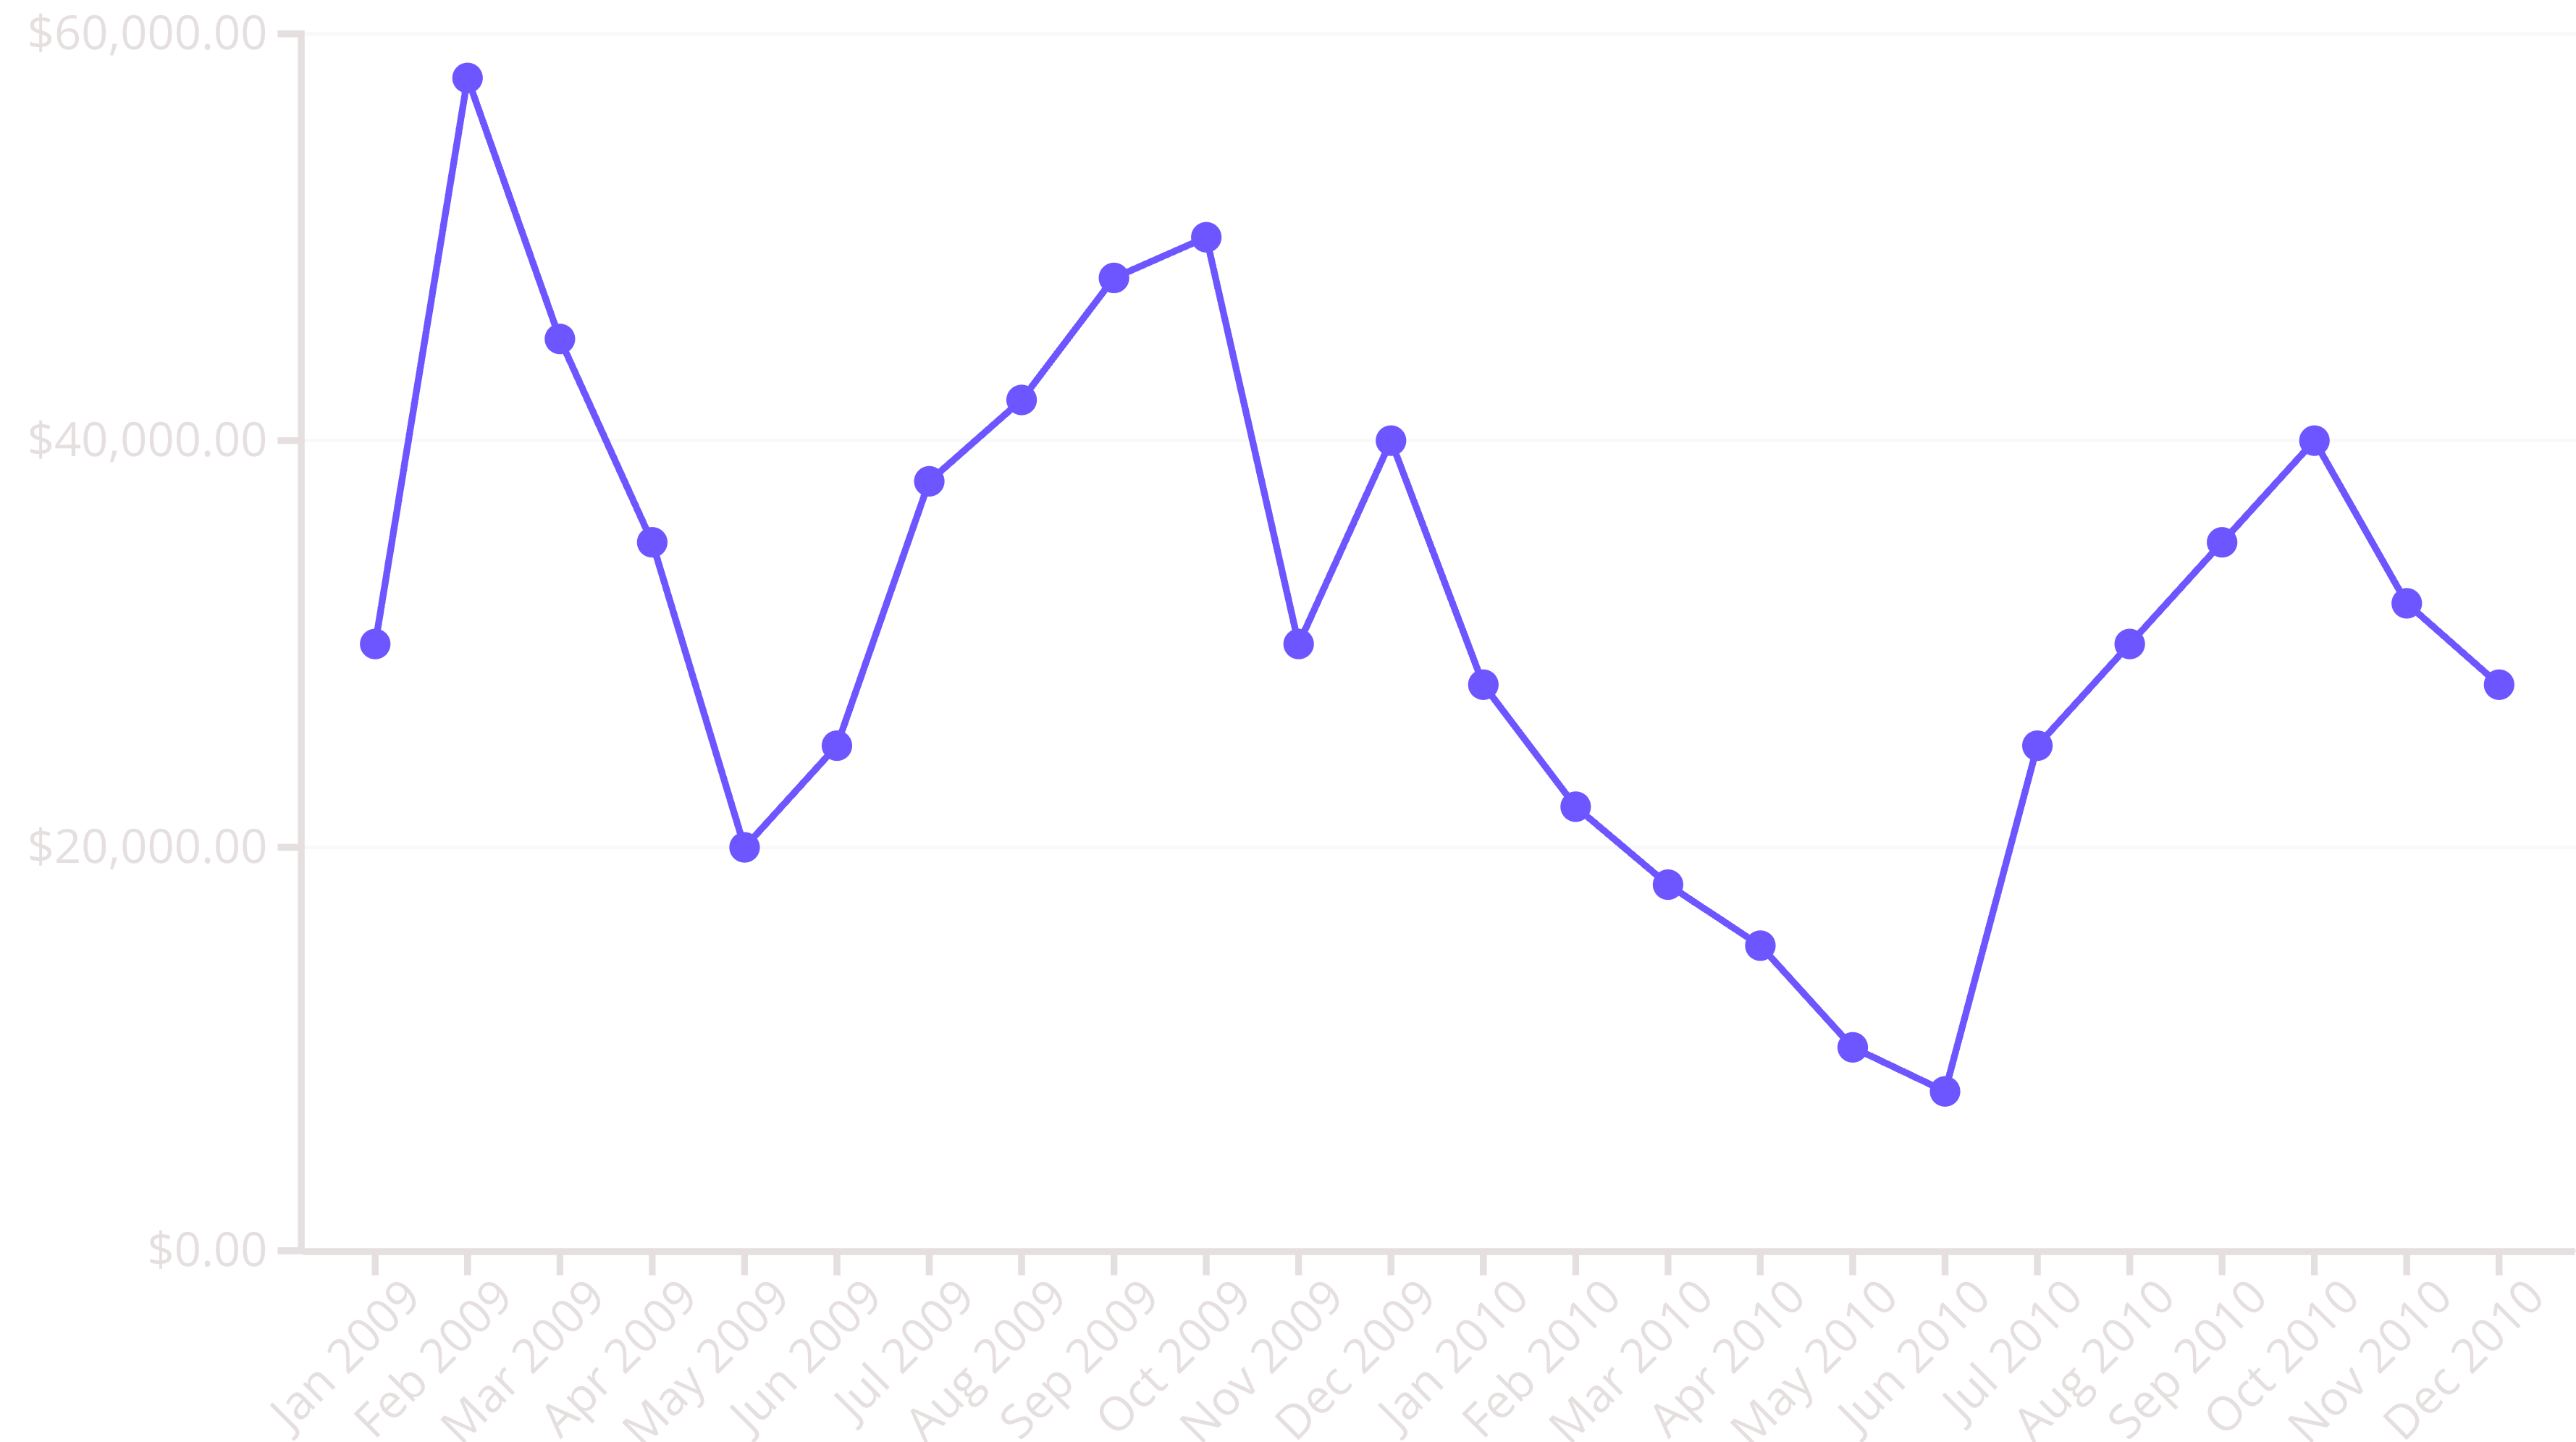 $60,000.00
$40,000.00
$20,000.00
$0.00
Jan 2009
Feb 2009
Mar 2009
Apr 2009
May 2009
Jun 2009
Jul 2009
Aug 2009
Sep 2009
Oct 2009
Nov 2009
Dec 2009
Jan 2010
Feb 2010
Mar 2010
Apr 2010
May 2010
Jun 2010
Jul 2010
Aug 2010
Sep 2010
Oct 2010
Nov 2010
Dec 2010